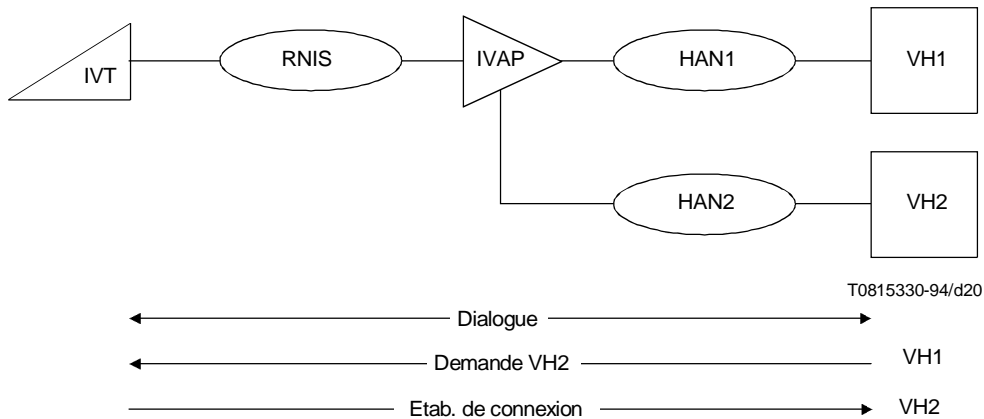 IVT
RNIS
IVAP
HAN1
VH1
HAN2
VH2
T0815330-94/d20
Dialogue
Demande VH2
VH1
Etab. de connexion
VH2